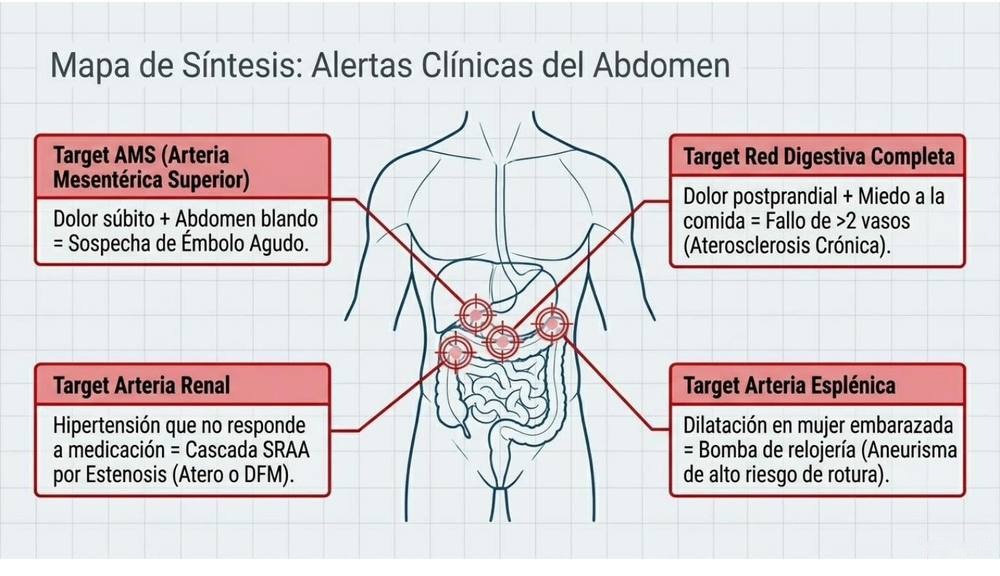 Mapa de Síntesis: Alertas Clínicas del Abdomen
Target AMS (Arteria
Mesentérica Superior)
Dolor súbito + Abdomen blando
= Sospecha de Émbolo Agudo.
Target Red Digestiva Completa
Dolor postprandial + Miedo a la
comida = Fallo de >2 vasos
(Aterosclerosis Crónica).
Target Arteria Renal
Hipertensión que no responde
a medicación = Cascada SRAA
por Estenosis (Atero o DFM).
Target Arteria Esplénica
Dilatación en mujer embarazada
= Bomba de relojería (Aneurisma
de alto riesgo de rotura).